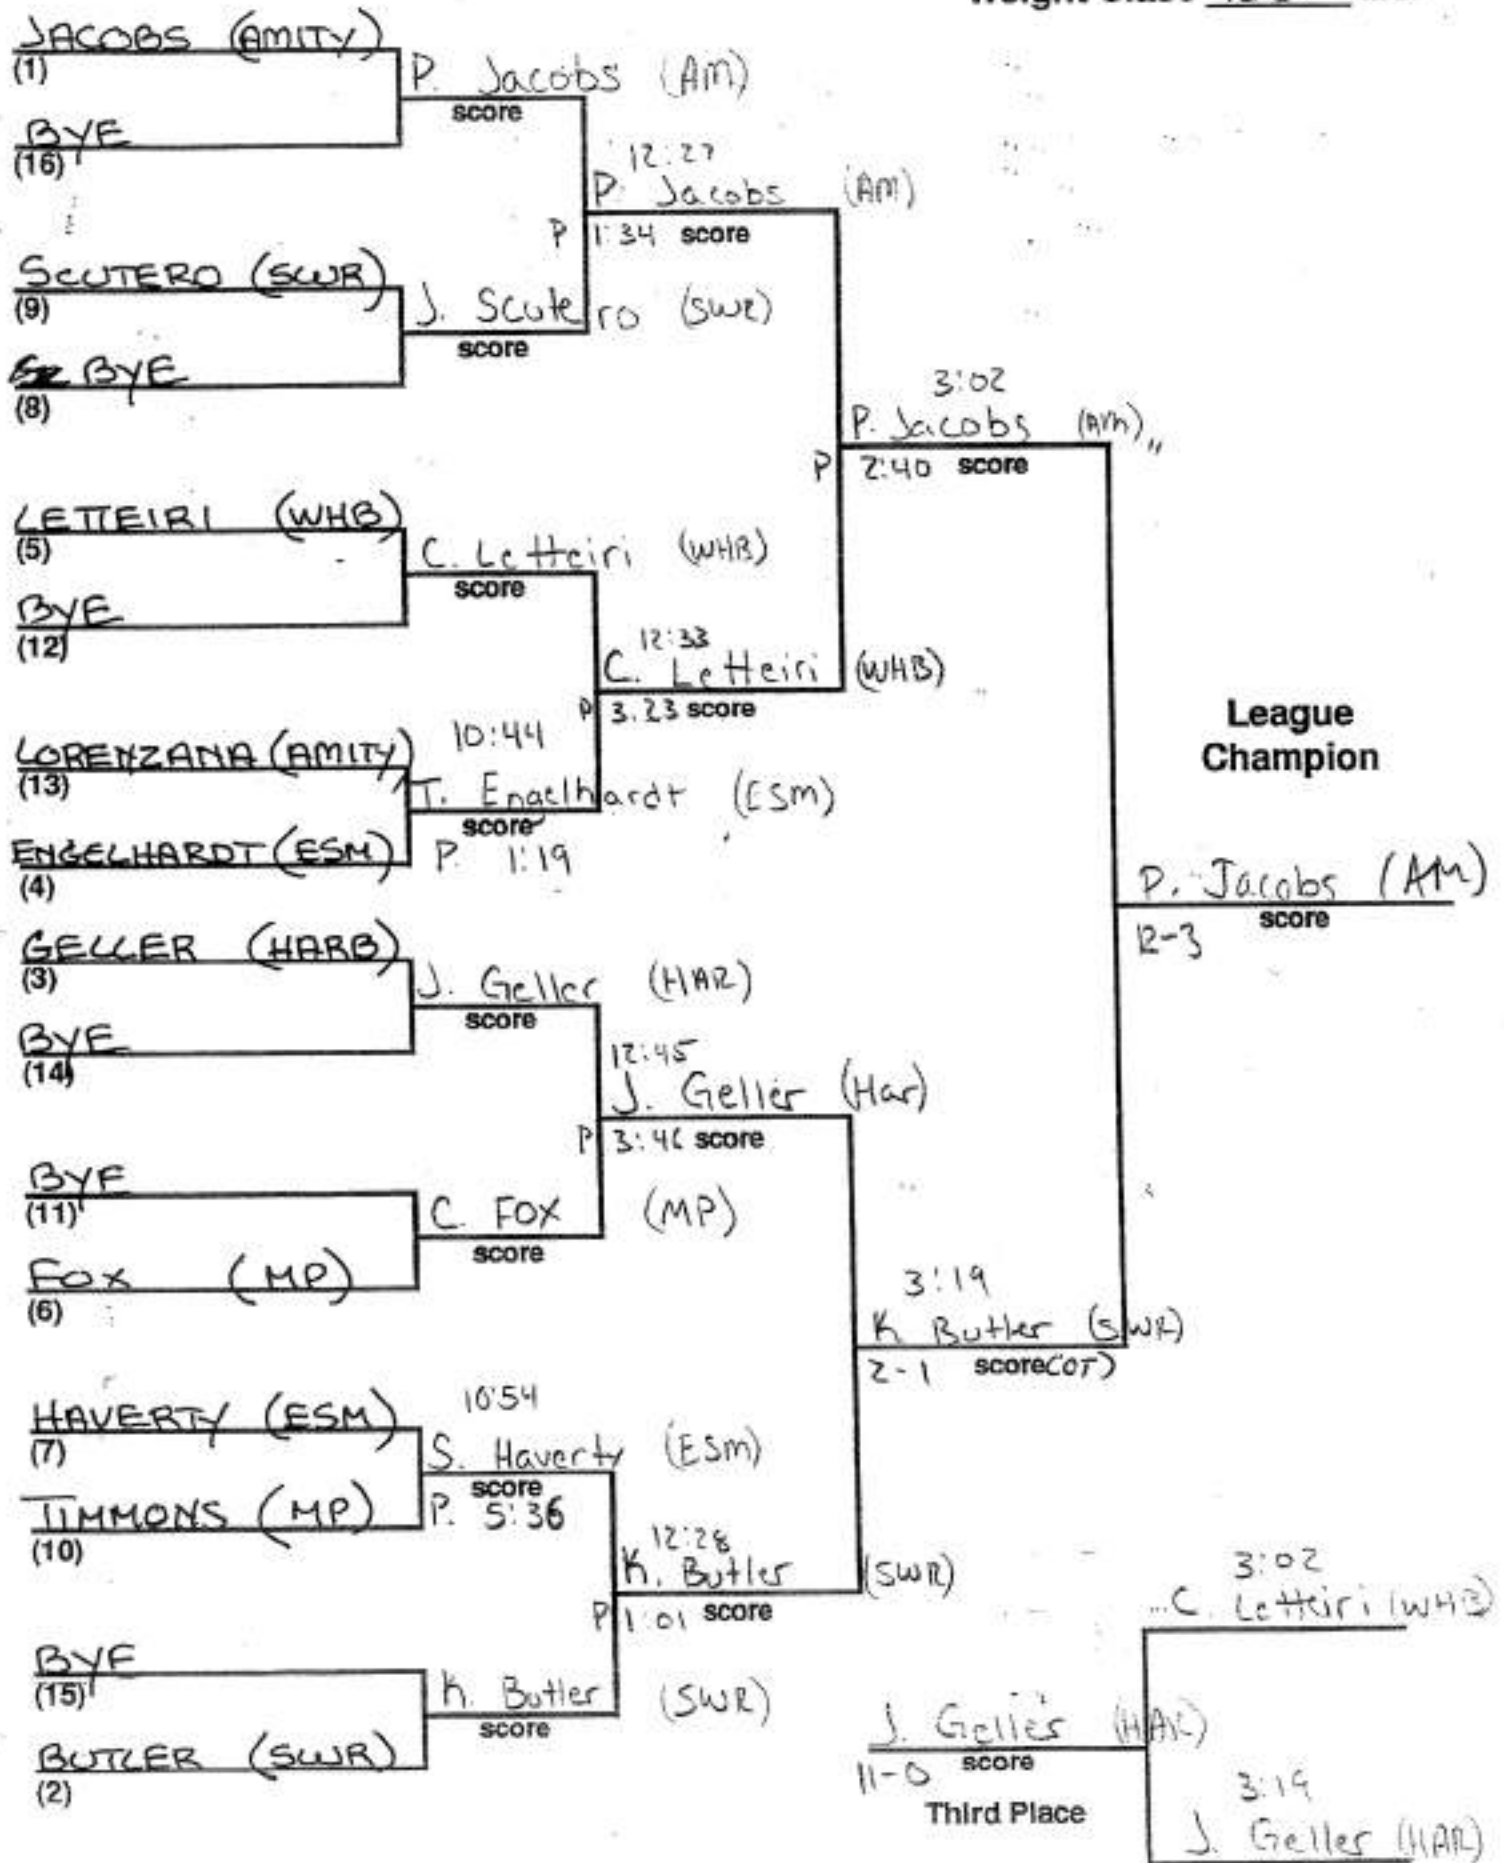 JACOBS (AMITY)
(1)
P. Jacobs (AM)
score
BYE
(16)
12:27
P. Jacobs (AM)
P 1:34 score
SCUTERO (SWR)
(9)
J. Scutero (SWR)
score
BYE
(8)
3:02
P. Jacobs (AM)
P 2:40 score
LETTEIRI (WHB)
(5)
C. Letteiri (WHB)
score
BYE
(12)
12:33
C. Letteiri (WHB)
P 3.23 score
LORENZANA (AMITY)
(13)
10:44
T. Engelhardt (ESM)
score
P. 1:19
ENGELHARDT (ESM)
(4)
League
Champion
P. Jacobs (AM)
score
12-3
GELLER (HARB)
(3)
J. Geller (HAR)
score
BYE
(14)
12:45
J. Geller (Har)
P 3:46 score
BYE
(11)
C. FOX (MP)
score
FOX (MP)
(6)
3:19
K Butler (SWR)
2-1 score (OT)
HAVERTY (ESM)
(7)
10:54
S. Haverty (ESM)
score
P. 5:36
TIMMONS (MP)
(10)
12:28
K. Butler (SWR)
P 1:01 score
BYE
(15)
K. Butler (SWR)
score
BUTLER (SWR)
(2)
3:02
C. Letteiri (WHB)
J. Geller (HAR)
11-0 score
Third Place
3:19
J. Geller (HAR)